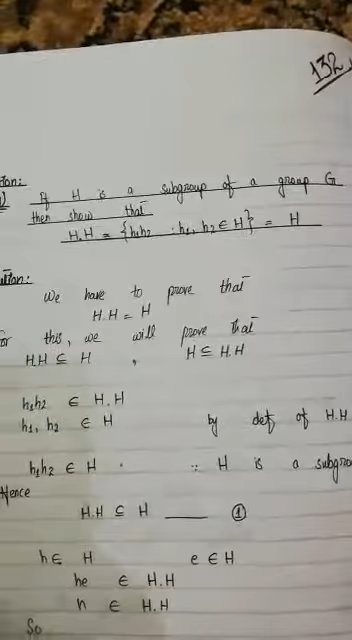 132
tion:
If H is a subgroup of a group G
then show that
H.H = {h1h2 : h1, h2 ∈ H} = H
ution:
We have to prove that
H.H = H
or this, we will prove that
H.H ⊆ H , H ⊆ H.H
h1h2 ∈ H.H
h1, h2 ∈ H by def of H.H
h1h2 ∈ H . ∵ H is a subgro
Hence
H.H ⊆ H —— ①
h ∈ H e ∈ H
he ∈ H.H
h ∈ H.H
So